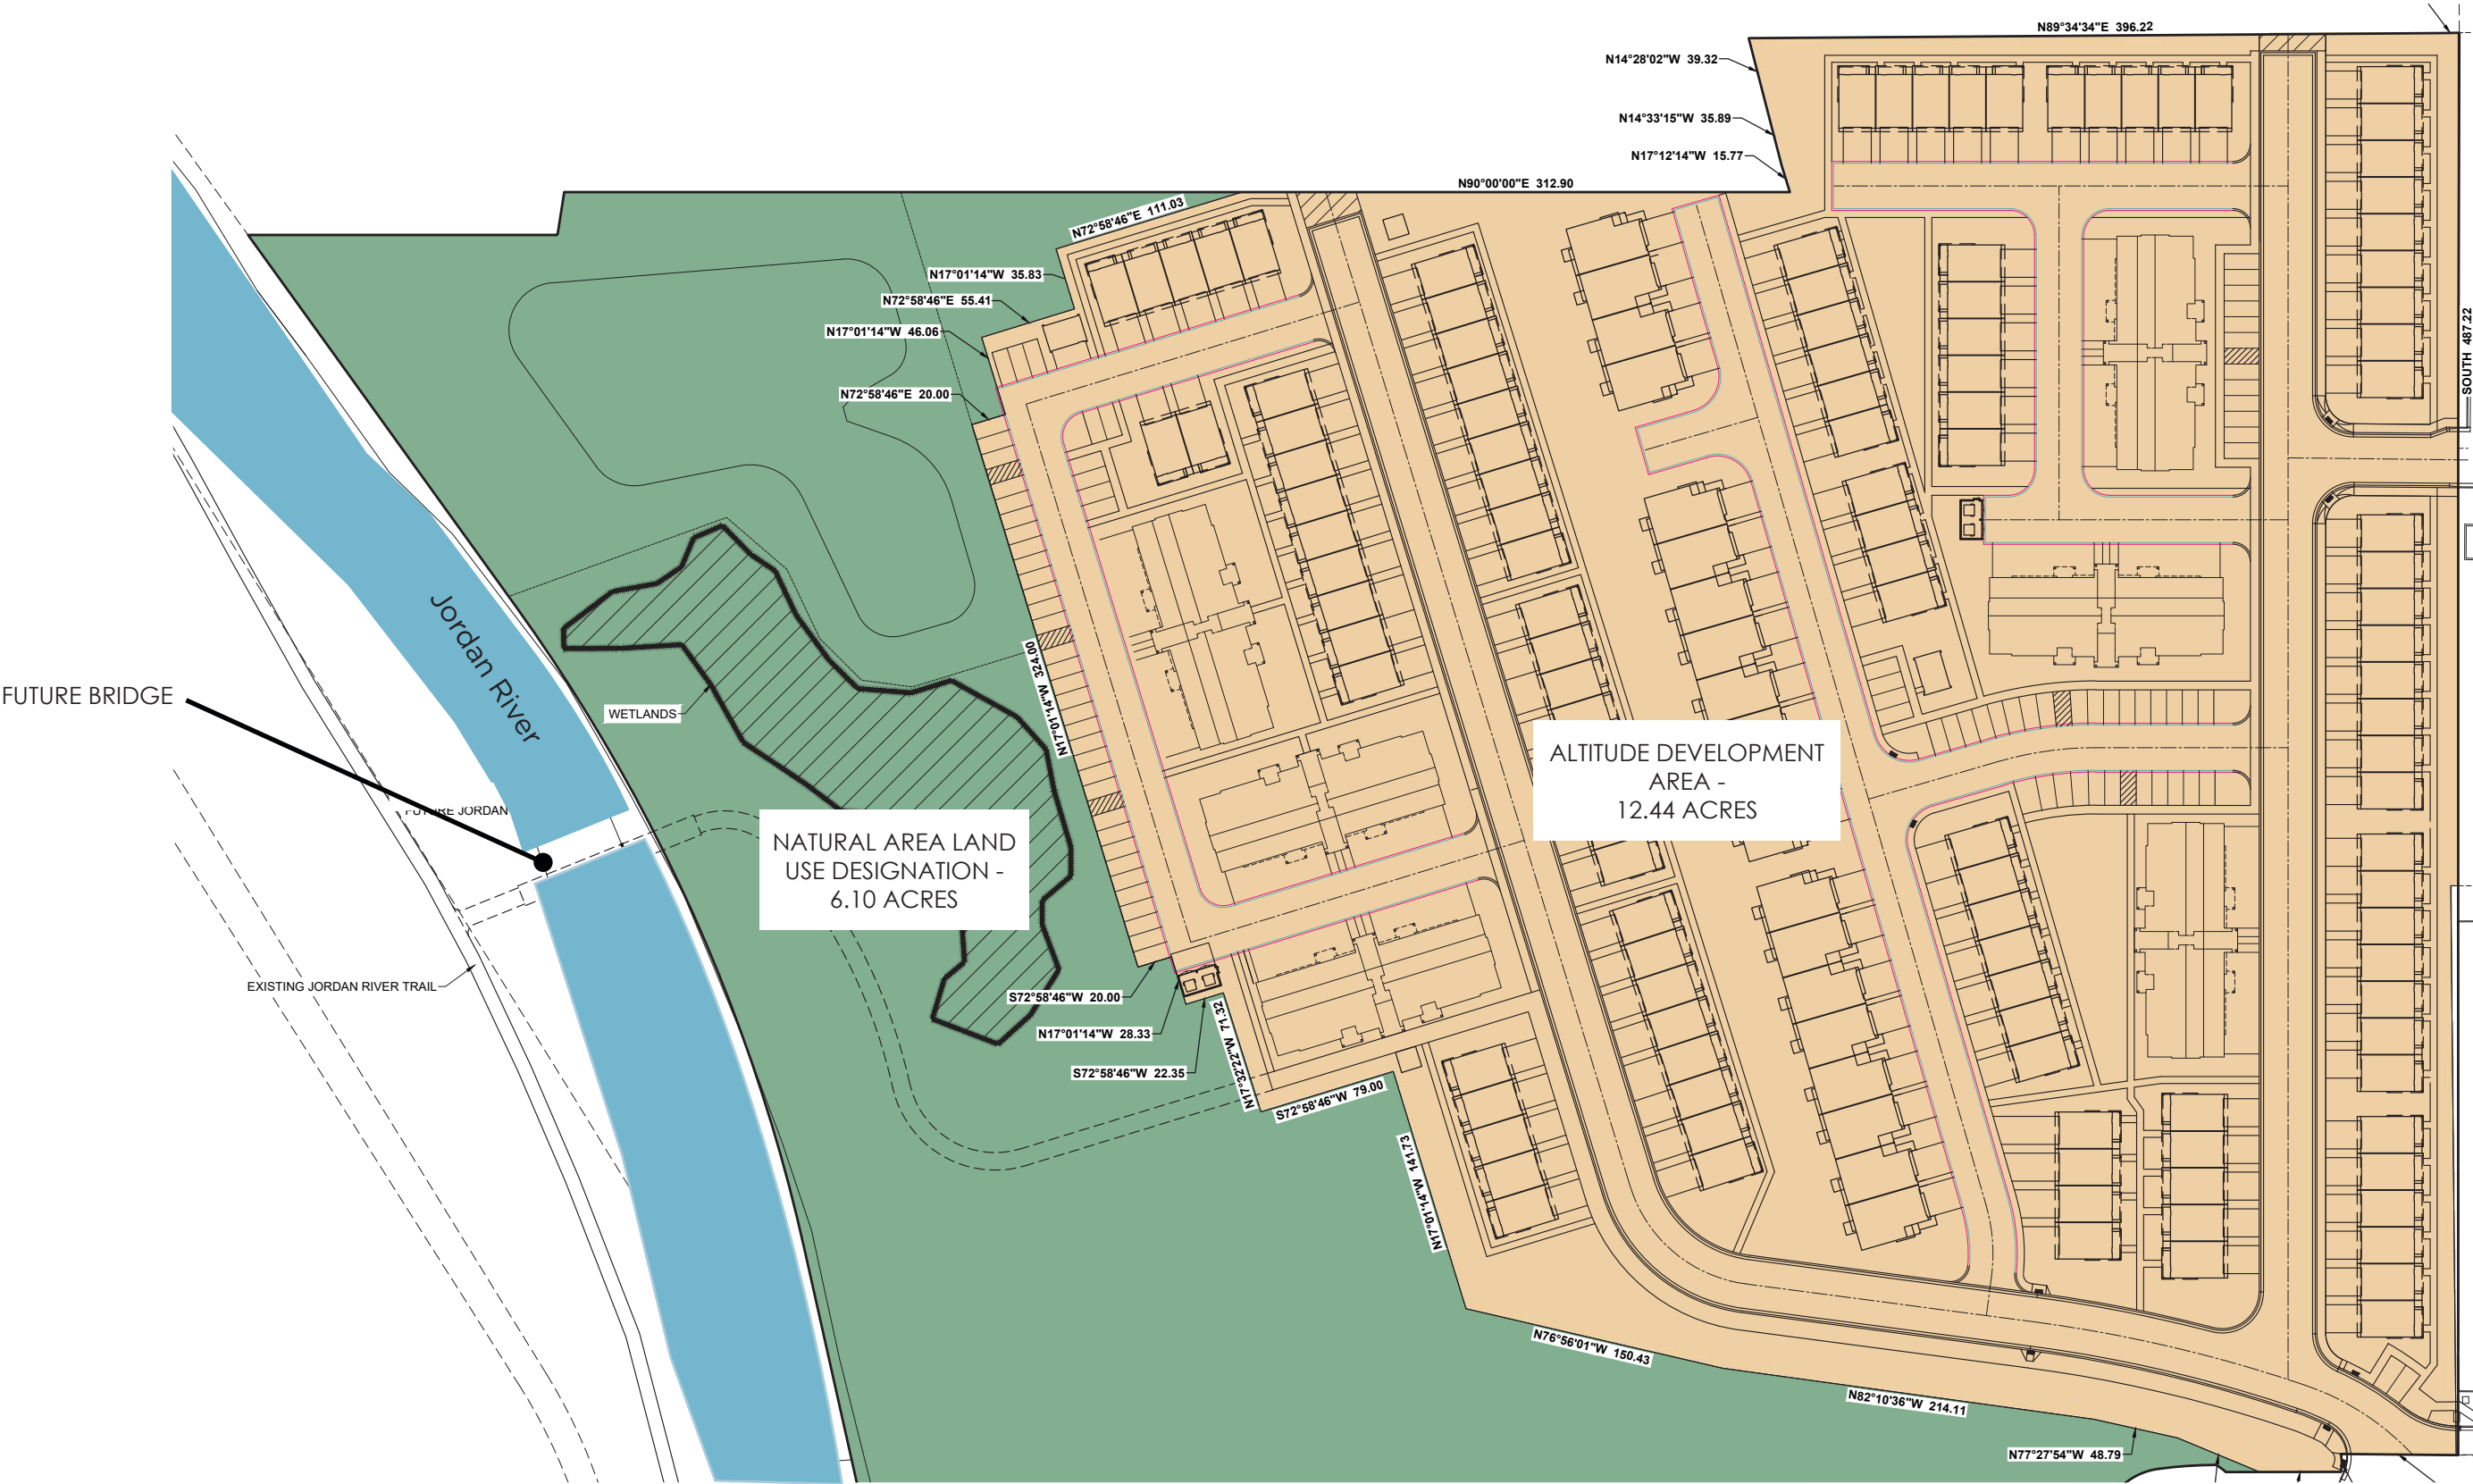 N89°34'34"E 396.22
N14°28'02"W 39.32
N14°33'15"W 35.89
N17°12'14"W 15.77
N90°00'00"E 312.90
N72°58'46"E 111.03
N17°01'14"W 35.83
N72°58'46"E 55.41
N17°01'14"W 46.06
N72°58'46"E 20.00
SOUTH 487.22
Jordan River
FUTURE BRIDGE
WETLANDS
N17°01'14"W 324.00
ALTITUDE DEVELOPMENT
AREA -
12.44 ACRES
FUTURE JORDAN
NATURAL AREA LAND
USE DESIGNATION -
6.10 ACRES
EXISTING JORDAN RIVER TRAIL
S72°58'46"W 20.00
N17°01'14"W 28.33
S72°58'46"W 22.35
N17°32'22"W 71.32
S72°58'46"W 79.00
N17°01'14"W 141.73
N76°56'01"W 150.43
N82°10'36"W 214.11
N77°27'54"W 48.79